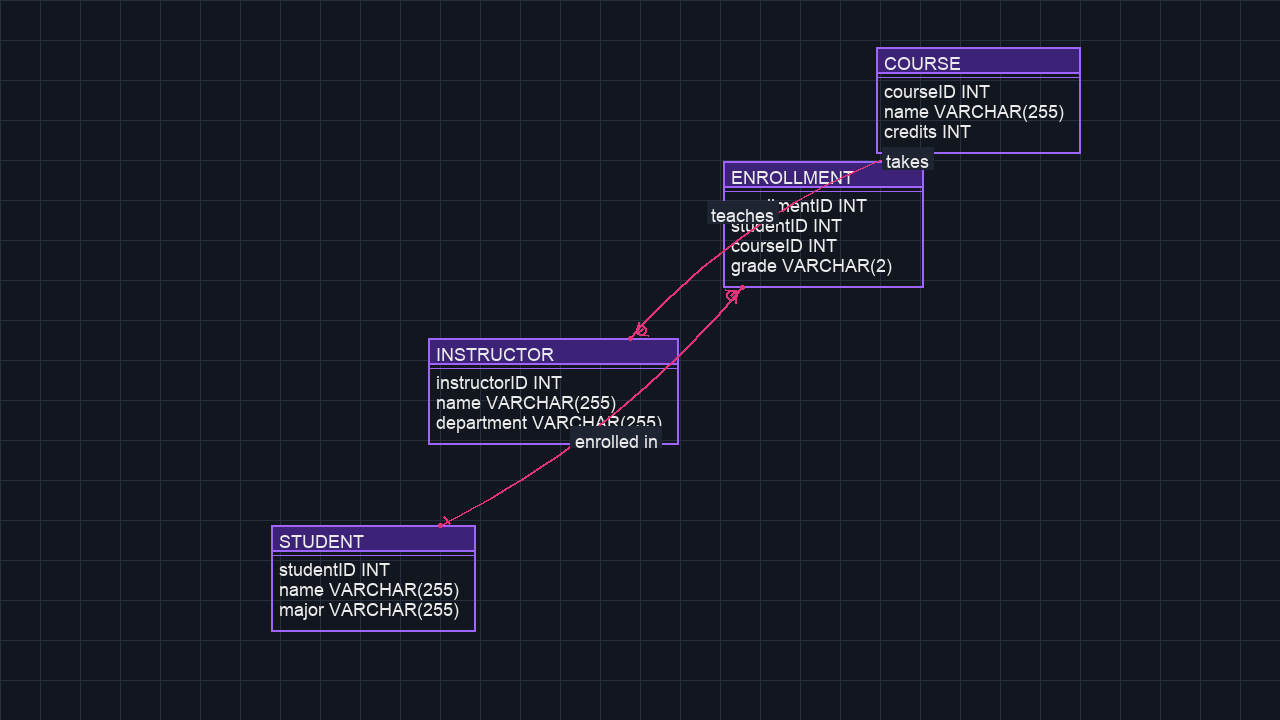 COURSE
courseID INT
name VARCHAR(255)
credits INT
takes
ENROLLMENT
INT
teaches
studentID INT
courseID INT
grade VARCHAR(2)
INSTRUCTOR
instructorID INT
name VARCHAR(255)
department VARCHAR(255)
enrolled in
STUDENT
studentID INT
name VARCHAR(255)
major VARCHAR(255)